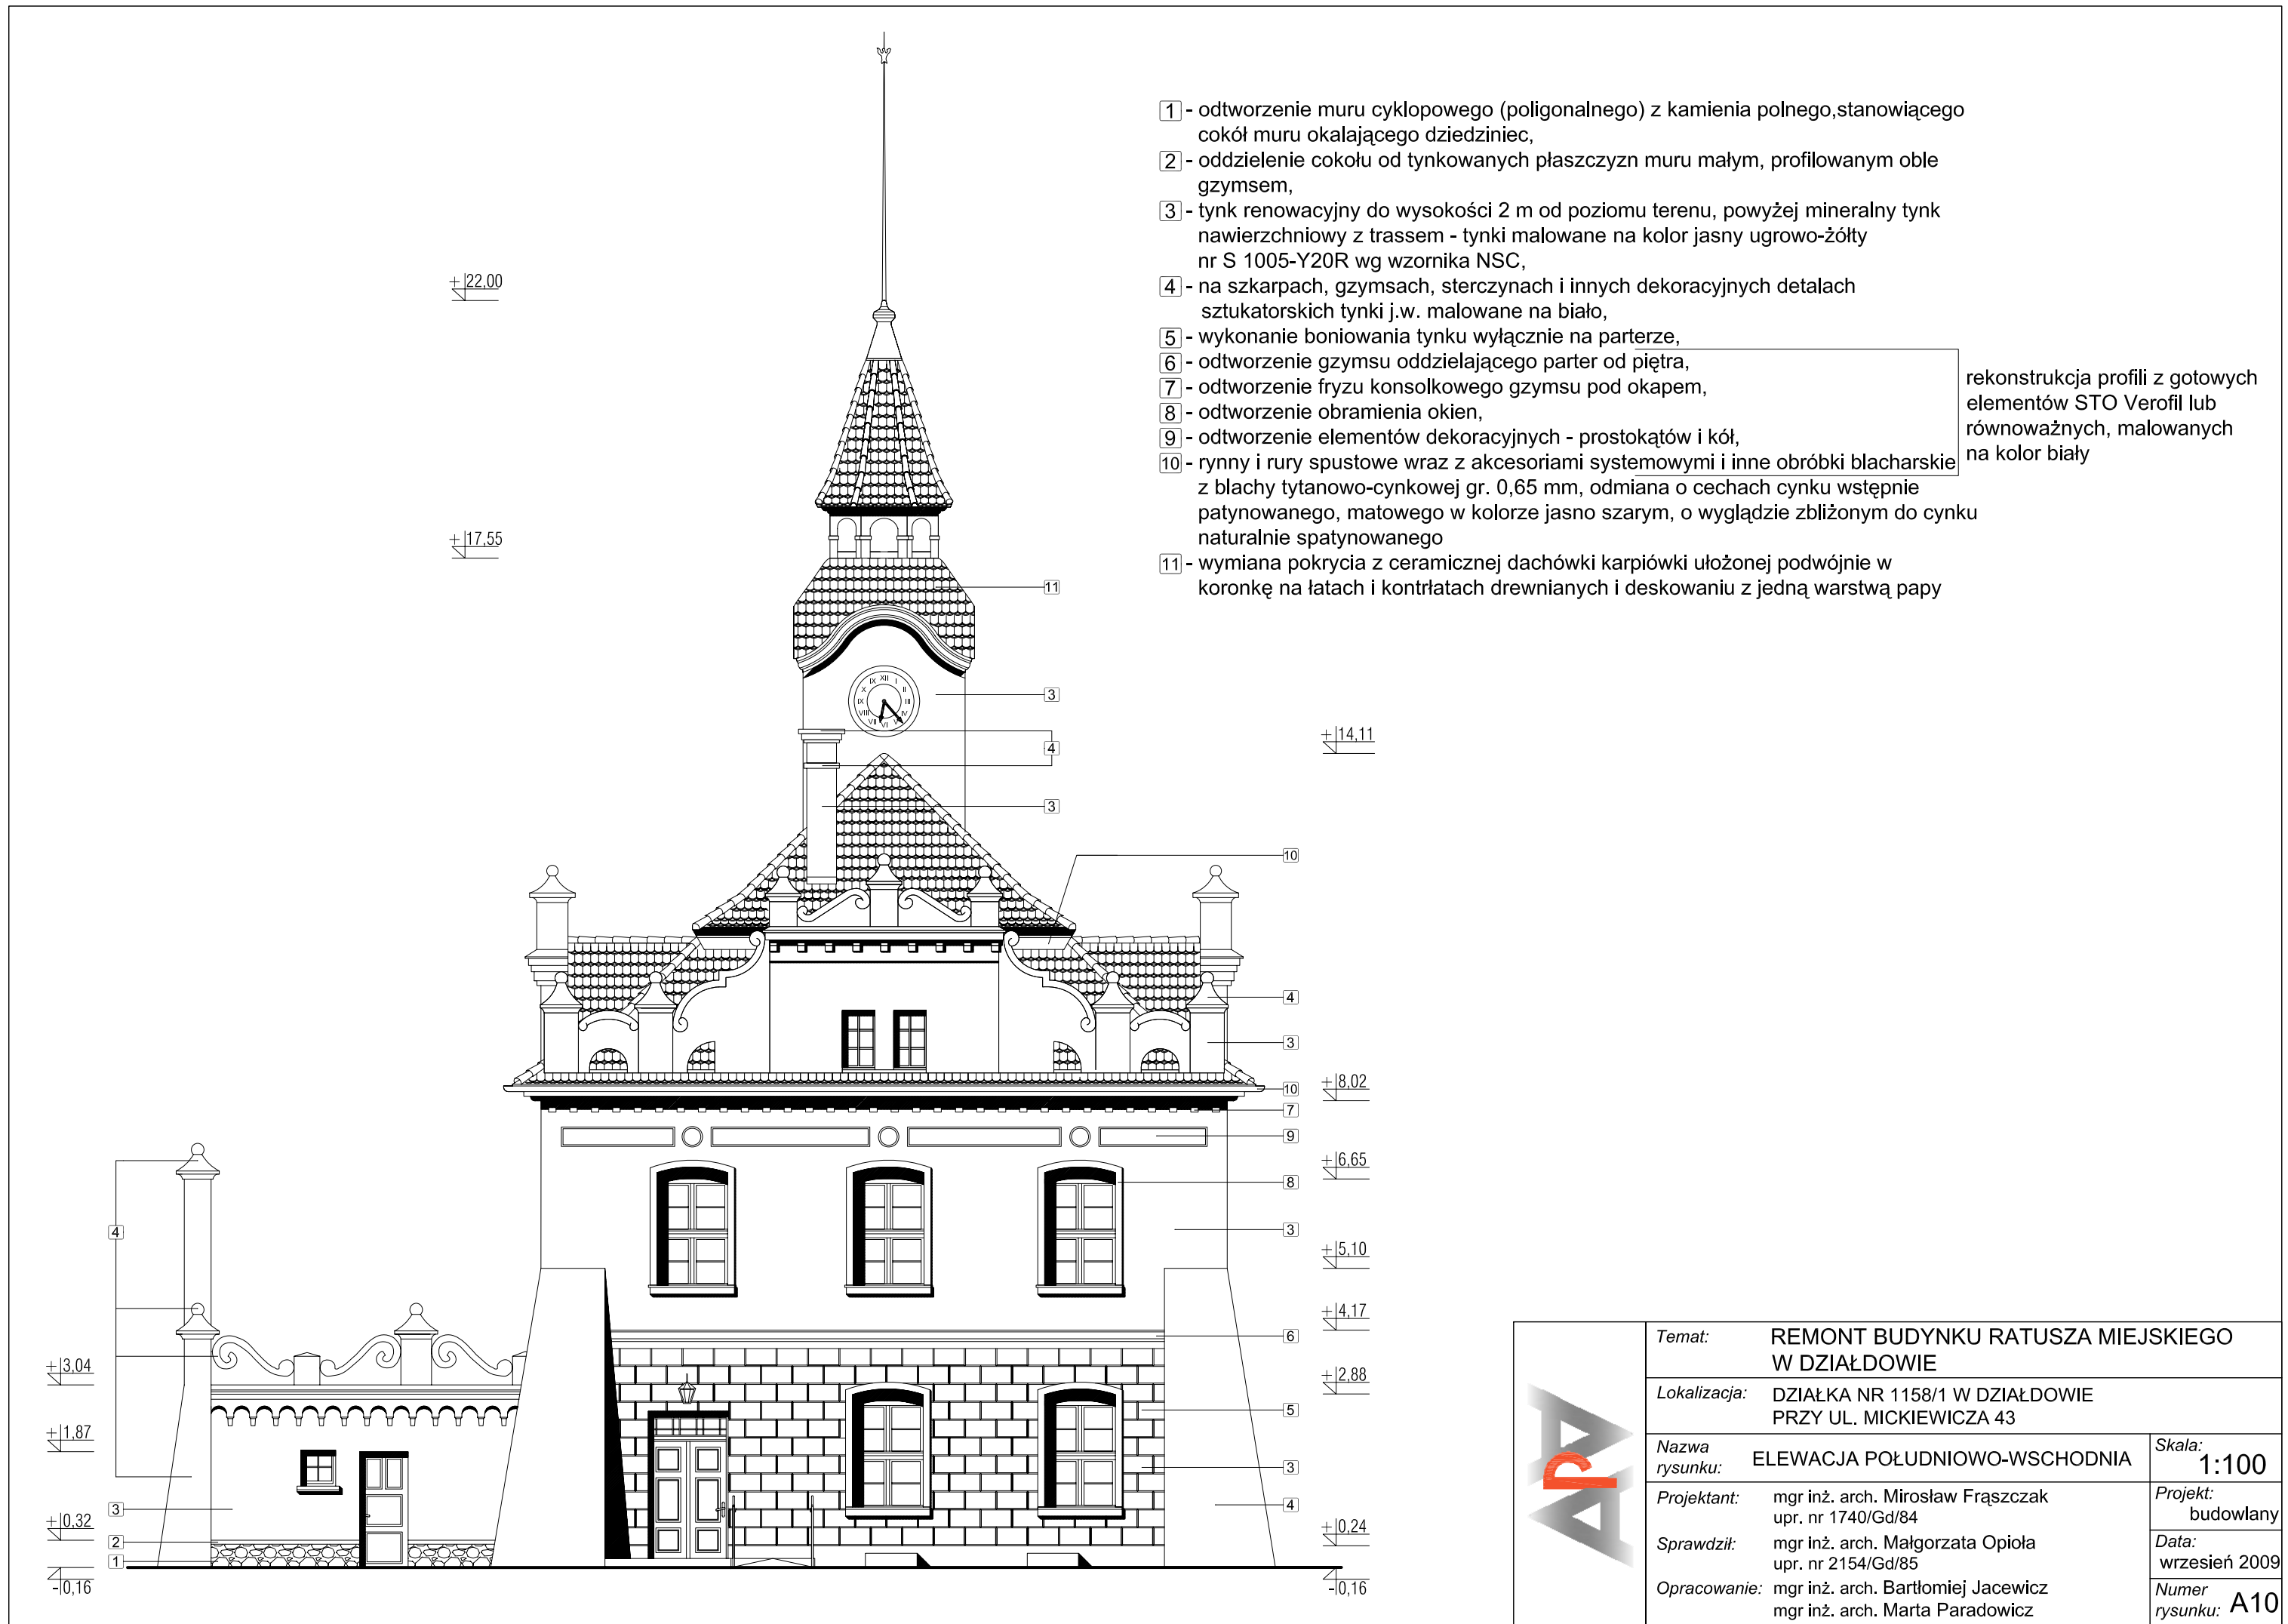 1 - odtworzenie muru cyklopowego (poligonalnego) z kamienia polnego,stanowiącego
cokół muru okalającego dziedziniec,
2 - oddzielenie cokołu od tynkowanych płaszczyzn muru małym, profilowanym oble
gzymsem,
3 - tynk renowacyjny do wysokości 2 m od poziomu terenu, powyżej mineralny tynk
nawierzchniowy z trassem - tynki malowane na kolor jasny ugrowo-żółty
nr S 1005-Y20R wg wzornika NSC,
4 - na szkarpach, gzymsach, sterczynach i innych dekoracyjnych detalach
sztukatorskich tynki j.w. malowane na biało,
5 - wykonanie boniowania tynku wyłącznie na parterze,
6 - odtworzenie gzymsu oddzielającego parter od piętra,
7 - odtworzenie fryzu konsolkowego gzymsu pod okapem,
8 - odtworzenie obramienia okien,
9 - odtworzenie elementów dekoracyjnych - prostokątów i kół,
10 - rynny i rury spustowe wraz z akcesoriami systemowymi i inne obróbki blacharskie
z blachy tytanowo-cynkowej gr. 0,65 mm, odmiana o cechach cynku wstępnie
patynowanego, matowego w kolorze jasno szarym, o wyglądzie zbliżonym do cynku
naturalnie spatynowanego
11 - wymiana pokrycia z ceramicznej dachówki karpiówki ułożonej podwójnie w
koronkę na łatach i kontrłatach drewnianych i deskowaniu z jedną warstwą papy
rekonstrukcja profili z gotowych
elementów STO Verofil lub
równoważnych, malowanych
na kolor biały
+22,00
+17,55
11
3
4
3
+14,11
XII
I
II
III
IV
V
VI
VII
VIII
IX
X
IX
10
4
3
10
+8,02
7
9
+6,65
8
3
+5,10
+4,17
6
+2,88
5
3
4
+0,24
-0,16
4
+3,04
+1,87
3
+0,32
2
1
-0,16
APA
Temat: REMONT BUDYNKU RATUSZA MIEJSKIEGO
W DZIAŁDOWIE
Lokalizacja: DZIAŁKA NR 1158/1 W DZIAŁDOWIE
PRZY UL. MICKIEWICZA 43
Nazwa
rysunku: ELEWACJA POŁUDNIOWO-WSCHODNIA
Skala:
1:100
Projektant: mgr inż. arch. Mirosław Frąszczak
upr. nr 1740/Gd/84
Projekt:
budowlany
Sprawdził: mgr inż. arch. Małgorzata Opioła
upr. nr 2154/Gd/85
Data:
wrzesień 2009
Opracowanie: mgr inż. arch. Bartłomiej Jacewicz
mgr inż. arch. Marta Paradowicz
Numer
rysunku: A10